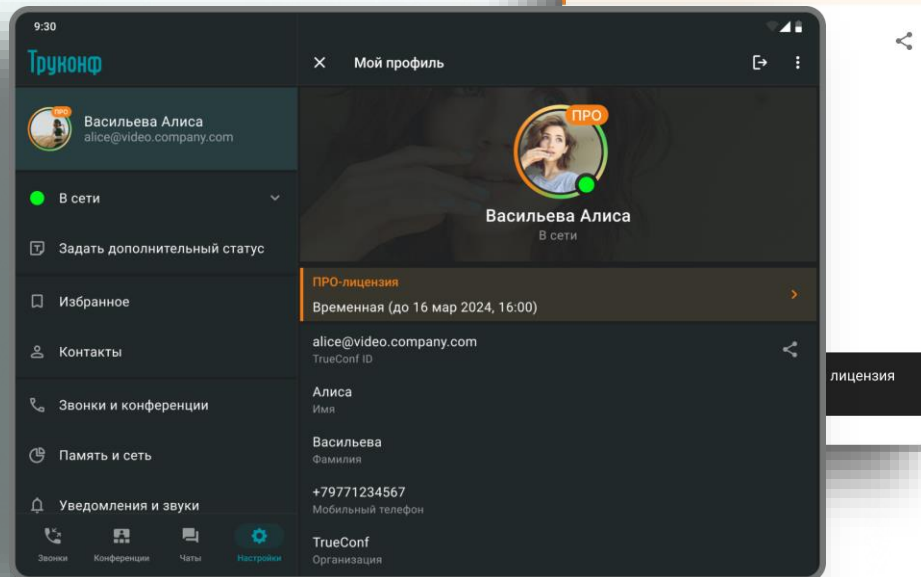 9:30
Труконф
ПРО
Васильева Алиса
alice@video.company.com
В сети
Задать дополнительный статус
Избранное
Контакты
Звонки и конференции
Память и сеть
Уведомления и звуки
Звонки
Конференции
Чаты
Настройки
Мой профиль
ПРО
Васильева Алиса
В сети
ПРО-лицензия
Временная (до 16 мар 2024, 16:00)
alice@video.company.com
TrueConf ID
Алиса
Имя
Васильева
Фамилия
+79771234567
Мобильный телефон
TrueConf
Организация
лицензия